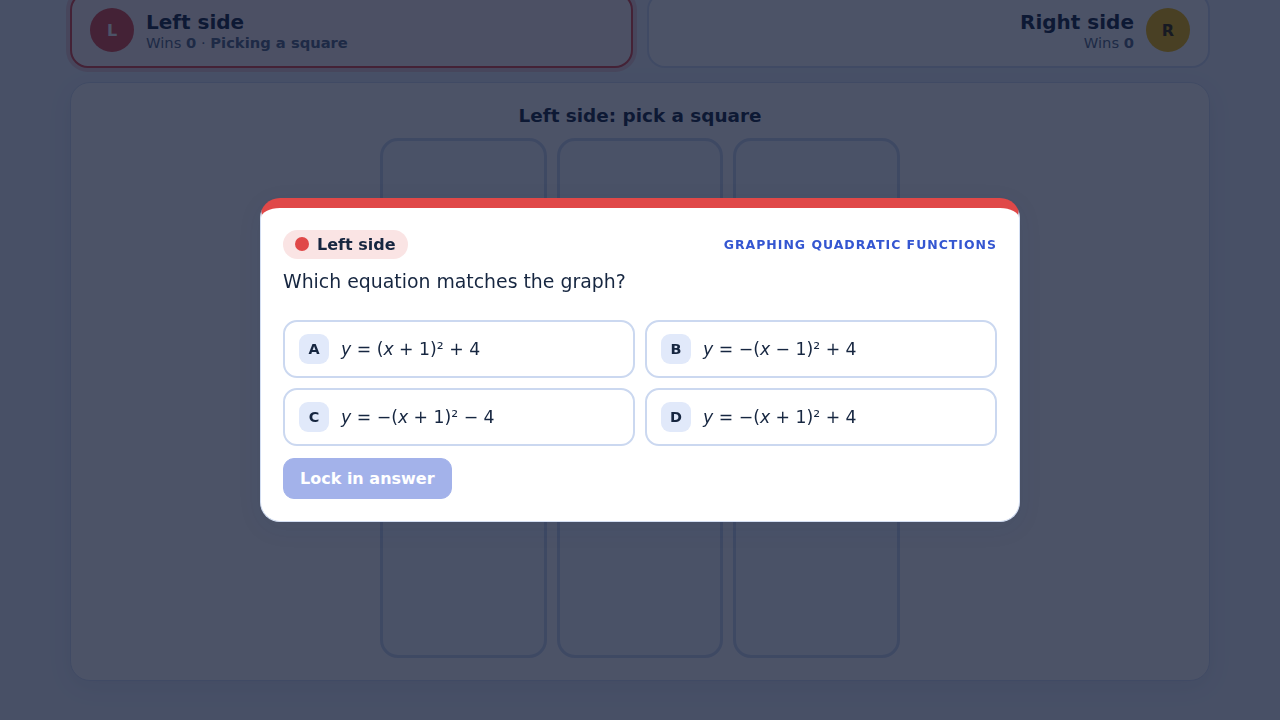 L
Left side
Wins 0 · Picking a square
Right side
Wins 0
R
Left side: pick a square
Left side
GRAPHING QUADRATIC FUNCTIONS
Which equation matches the graph?
A y = (x + 1)² + 4
B y = −(x − 1)² + 4
C y = −(x + 1)² − 4
D y = −(x + 1)² + 4
Lock in answer